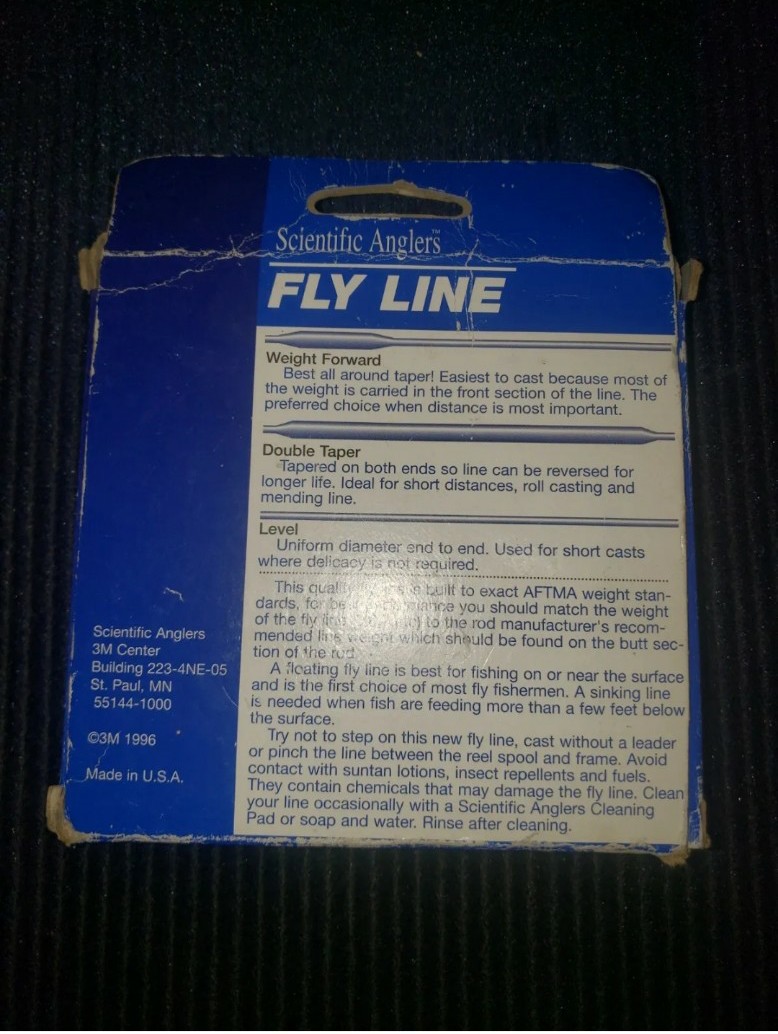 Scientific Anglers™
FLY LINE
Weight Forward
Best all around taper! Easiest to cast because most of
the weight is carried in the front section of the line. The
preferred choice when distance is most important.
Double Taper
Tapered on both ends so line can be reversed for
longer life. Ideal for short distances, roll casting and
mending line.
Level
Uniform diameter end to end. Used for short casts
where delicacy is not required.
This built to exact AFTMA weight stan-
dards, you should match the weight
of the fly to the rod manufacturer's recom-
mended line weight which should be found on the butt sec-
tion of the rod.
A floating fly line is best for fishing on or near the surface
and is the first choice of most fly fishermen. A sinking line
is needed when fish are feeding more than a few feet below
the surface.
Try not to step on this new fly line, cast without a leader
or pinch the line between the reel spool and frame. Avoid
contact with suntan lotions, insect repellents and fuels.
They contain chemicals that may damage the fly line. Clean
your line occasionally with a Scientific Anglers Cleaning
Pad or soap and water. Rinse after cleaning.
Scientific Anglers
3M Center
Building 223-4NE-05
St. Paul, MN
55144-1000
©3M 1996
Made in U.S.A.